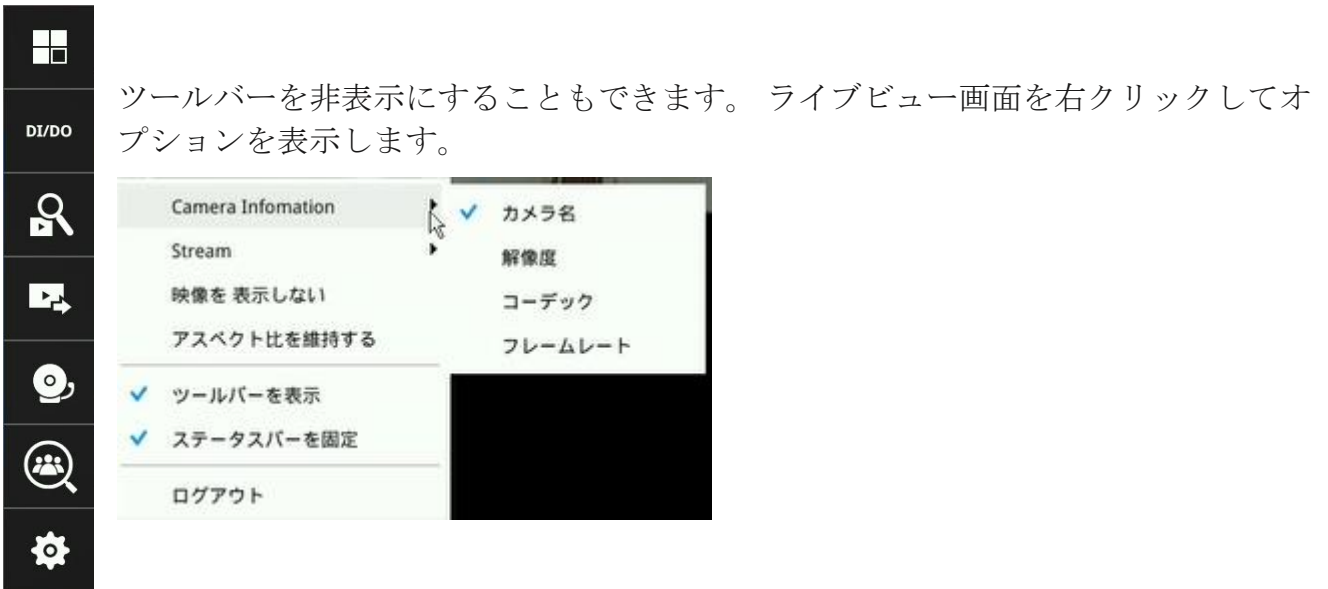 DI/DO
ツールバーを非表示にすることもできます。 ライブビュー画面を右クリックしてオ
プションを表示します。
Camera Infomation
Stream
映像を 表示しない
アスペクト比を維持する
ツールバーを表示
ステータスバーを固定
ログアウト
カメラ名
解像度
コーデック
フレームレート